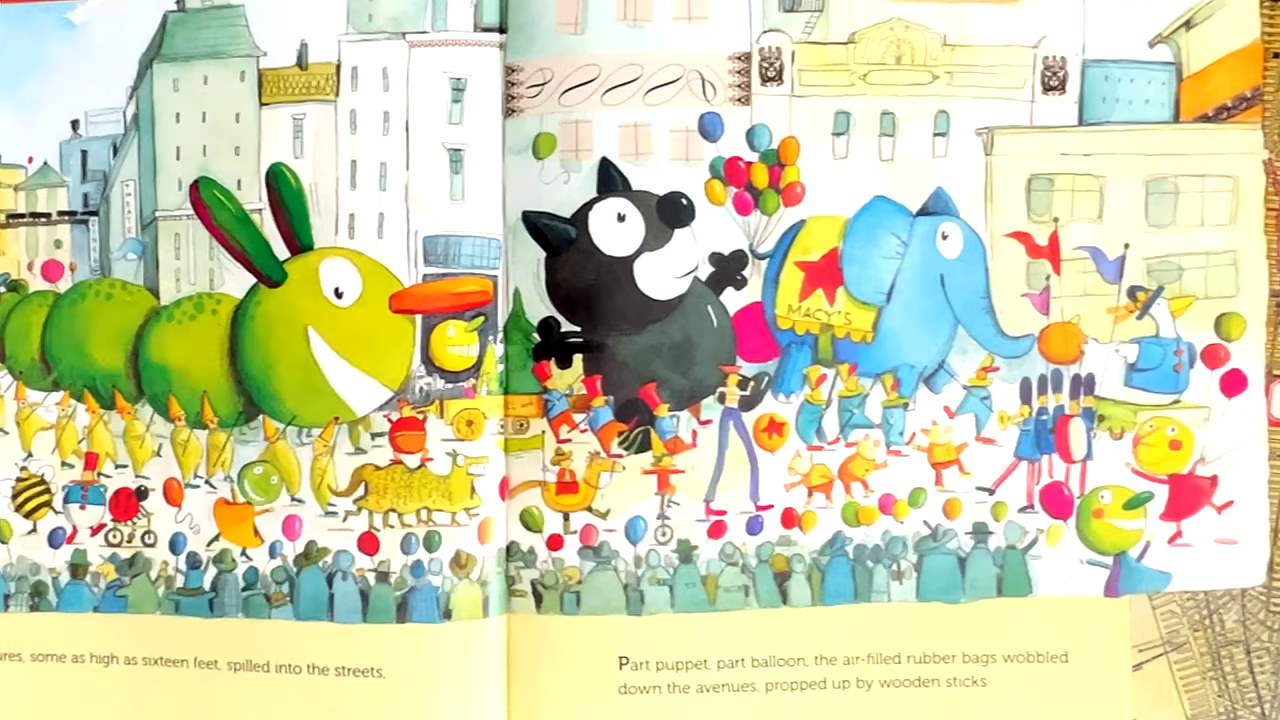 THEATRE
MACY'S
ures, some as high as sixteen feet, spilled into the streets,
Part puppet, part balloon, the air-filled rubber bags wobbled
down the avenues, propped up by wooden sticks.